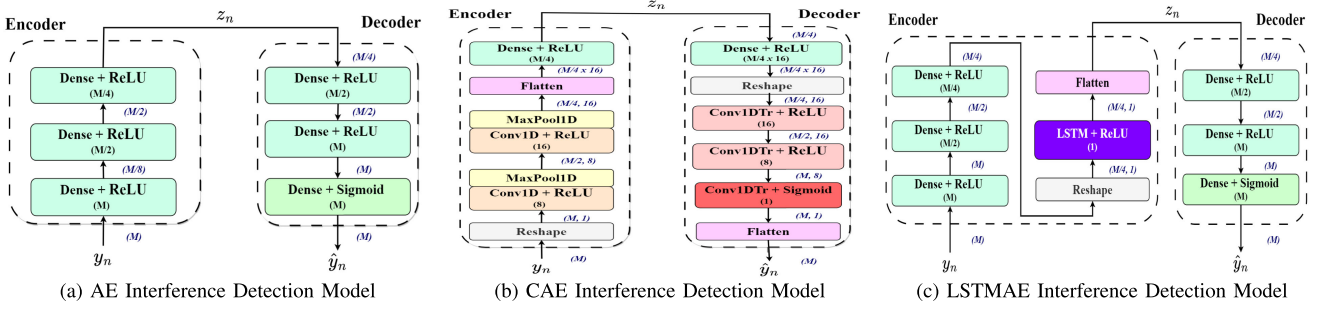 z_n
Encoder
Decoder
(M/4)
Dense + ReLU
(M/4)
(M/2)
Dense + ReLU
(M/2)
(M/8)
Dense + ReLU
(M)
(M)
y_n
Dense + ReLU
(M/2)
(M/2)
Dense + ReLU
(M)
(M)
Dense + Sigmoid
(M)
(M)
ŷ_n
(a) AE Interference Detection Model
z_n
Encoder
Decoder
Dense + ReLU
(M/4)
(M/4 x 16)
Flatten
(M/4, 16)
MaxPool1D
Conv1D + ReLU
(16)
(M/2, 8)
MaxPool1D
Conv1D + ReLU
(8)
(M, 1)
Reshape
(M)
y_n
(M/4)
Dense + ReLU
(M/4 x 16)
(M/4 x 16)
Reshape
(M/4, 16)
Conv1DTr + ReLU
(16)
(M/2, 16)
Conv1DTr + ReLU
(8)
(M, 8)
Conv1DTr + Sigmoid
(1)
(M, 1)
Flatten
(M)
ŷ_n
(b) CAE Interference Detection Model
z_n
Encoder
Decoder
(M/4)
Dense + ReLU
(M/4)
(M/2)
Dense + ReLU
(M/2)
(M)
Dense + ReLU
(M)
(M)
y_n
(M/4)
Flatten
(M/4, 1)
LSTM + ReLU
(1)
(M/4, 1)
Reshape
(M/4)
Dense + ReLU
(M/2)
(M/2)
Dense + ReLU
(M)
(M)
Dense + Sigmoid
(M)
(M)
ŷ_n
(c) LSTMAE Interference Detection Model